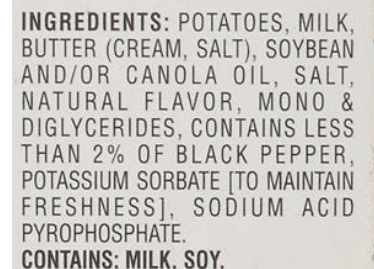 INGREDIENTS: POTATOES, MILK,
BUTTER (CREAM, SALT), SOYBEAN
AND/OR CANOLA OIL, SALT,
NATURAL FLAVOR, MONO &
DIGLYCERIDES, CONTAINS LESS
THAN 2% OF BLACK PEPPER,
POTASSIUM SORBATE [TO MAINTAIN
FRESHNESS], SODIUM ACID
PYROPHOSPHATE.
CONTAINS: MILK. SOY.